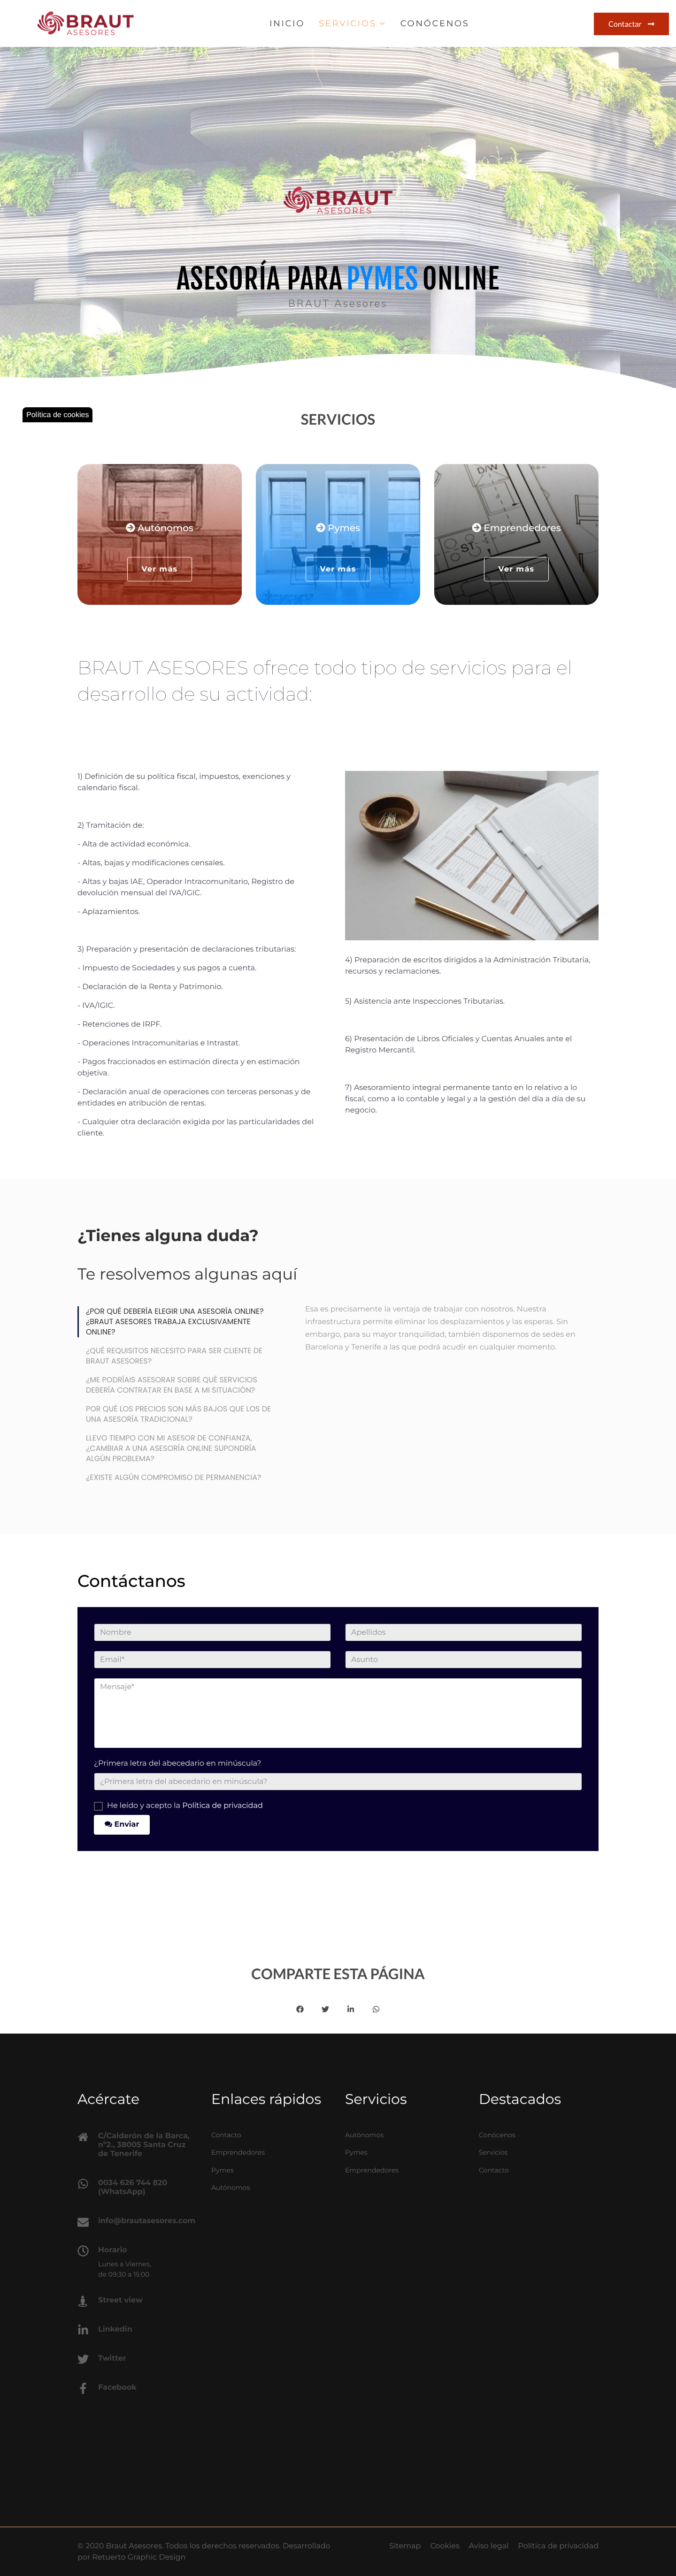 BRAUT
ASESORES
INICIO
SERVICIOS
CONÓCENOS
Contactar
BRAUT
ASESORES
ASESORÍA PARA PYMES ONLINE
BRAUT Asesores
Política de cookies
SERVICIOS
Autónomos
Ver más
Pymes
Ver más
Emprendedores
Ver más
BRAUT ASESORES ofrece todo tipo de servicios para el
desarrollo de su actividad:
1) Definición de su política fiscal, impuestos, exenciones y
calendario fiscal.
2) Tramitación de:
- Alta de actividad económica.
- Altas, bajas y modificaciones censales.
- Altas y bajas IAE, Operador Intracomunitario, Registro de
devolución mensual del IVA/IGIC.
- Aplazamientos.
3) Preparación y presentación de declaraciones tributarias:
- Impuesto de Sociedades y sus pagos a cuenta.
- Declaración de la Renta y Patrimonio.
- IVA/IGIC.
- Retenciones de IRPF.
- Operaciones Intracomunitarias e Intrastat.
- Pagos fraccionados en estimación directa y en estimación
objetiva.
- Declaración anual de operaciones con terceras personas y de
entidades en atribución de rentas.
- Cualquier otra declaración exigida por las particularidades del
cliente.
4) Preparación de escritos dirigidos a la Administración Tributaria,
recursos y reclamaciones.
5) Asistencia ante Inspecciones Tributarias.
6) Presentación de Libros Oficiales y Cuentas Anuales ante el
Registro Mercantil.
7) Asesoramiento integral permanente tanto en lo relativo a lo
fiscal, como a lo contable y legal y a la gestión del día a día de su
negocio.
¿Tienes alguna duda?
Te resolvemos algunas aquí
¿POR QUÉ DEBERÍA ELEGIR UNA ASESORÍA ONLINE?
¿BRAUT ASESORES TRABAJA EXCLUSIVAMENTE
ONLINE?
¿QUÉ REQUISITOS NECESITO PARA SER CLIENTE DE
BRAUT ASESORES?
¿ME PODRÍAIS ASESORAR SOBRE QUÉ SERVICIOS
DEBERÍA CONTRATAR EN BASE A MI SITUACIÓN?
POR QUÉ LOS PRECIOS SON MÁS BAJOS QUE LOS DE
UNA ASESORÍA TRADICIONAL?
LLEVO TIEMPO CON MI ASESOR DE CONFIANZA,
¿CAMBIAR A UNA ASESORÍA ONLINE SUPONDRÍA
ALGÚN PROBLEMA?
¿EXISTE ALGÚN COMPROMISO DE PERMANENCIA?
Esa es precisamente la ventaja de trabajar con nosotros, Nuestra
infraestructura permite eliminar los desplazamientos y las esperas. Sin
embargo, para su mayor tranquilidad, también disponemos de sedes en
Barcelona y Tenerife a las que podrá acudir en cualquier momento.
Contáctanos
Nombre
Apellidos
Email*
Asunto
Mensaje*
¿Primera letra del abecedario en minúscula?
¿Primera letra del abecedario en minúscula?
He leído y acepto la Política de privacidad
Enviar
COMPARTE ESTA PÁGINA
Acércate
C/Calderón de la Barca,
nº2., 38005 Santa Cruz
de Tenerife
0034 626 744 820
(WhatsApp)
info@brautasesores.com
Horario
Lunes a Viernes,
de 09:30 a 15:00
Street view
Linkedin
Twitter
Facebook
Enlaces rápidos
Contacto
Emprendedores
Pymes
Autónomos
Servicios
Autónomos
Pymes
Emprendedores
Destacados
Conócenos
Servicios
Contacto
© 2020 Braut Asesores. Todos los derechos reservados. Desarrollado
por Retuerto Graphic Design
Sitemap
Cookies
Aviso legal
Política de privacidad